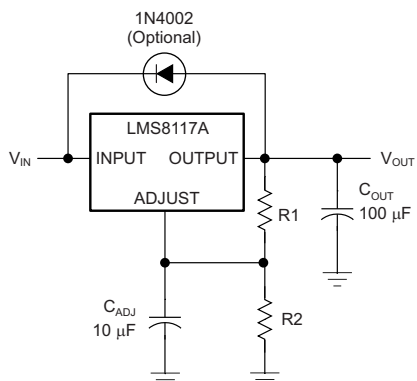 1N4002
(Optional)
LMS8117A
V_IN
INPUT OUTPUT
V_OUT
ADJUST
R1
C_OUT
100 μF
C_ADJ
10 μF
R2